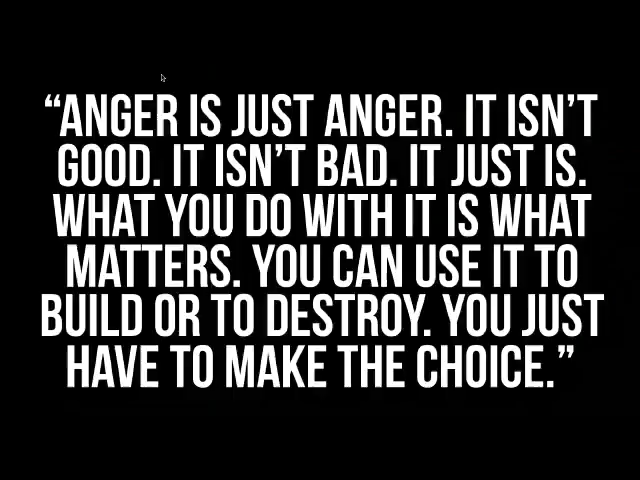 “ANGER IS JUST ANGER. IT ISN’T
GOOD. IT ISN’T BAD. IT JUST IS.
WHAT YOU DO WITH IT IS WHAT
MATTERS. YOU CAN USE IT TO
BUILD OR TO DESTROY. YOU JUST
HAVE TO MAKE THE CHOICE.”